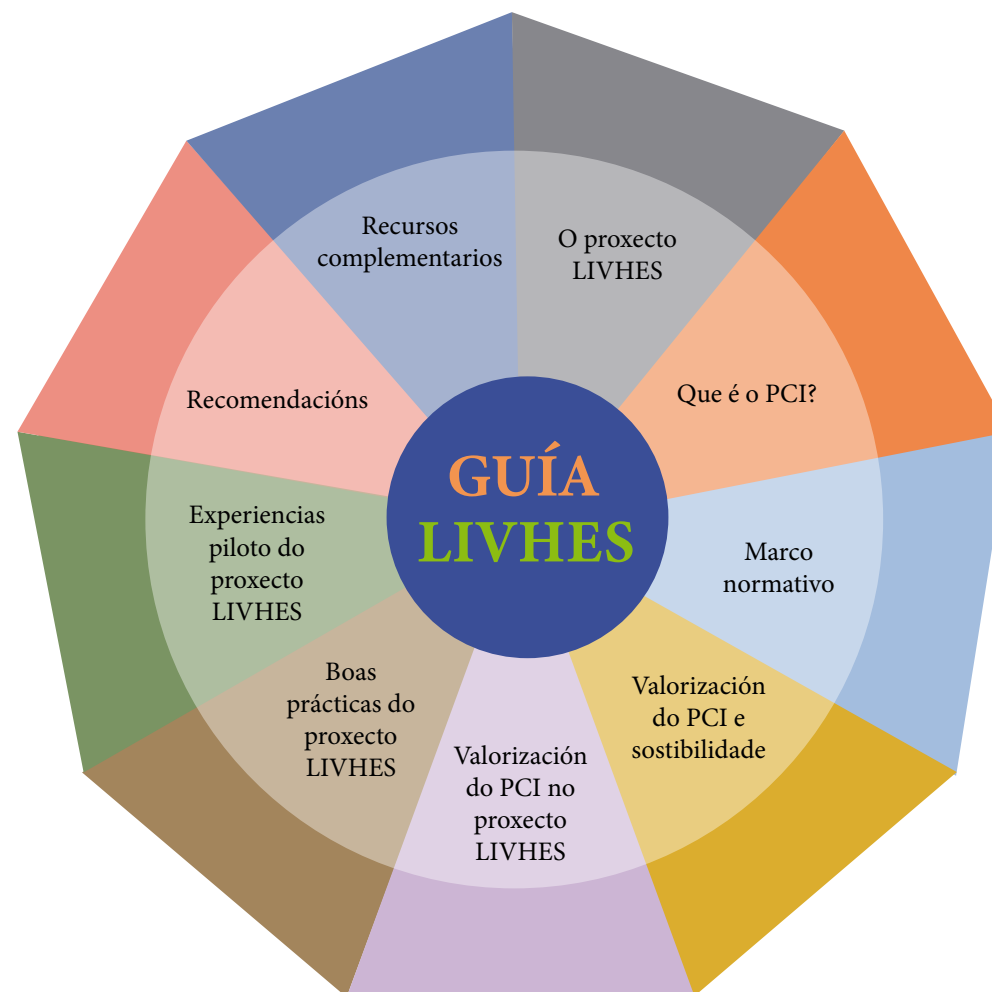 GUÍA
LIVHES
O proxecto
LIVHES
Que é o PCI?
Marco
normativo
Valorización
do PCI e
sostibilidade
Valorización
do PCI no
proxecto
LIVHES
Boas
prácticas do
proxecto
LIVHES
Experiencias
piloto do
proxecto
LIVHES
Recomendacións
Recursos
complementarios